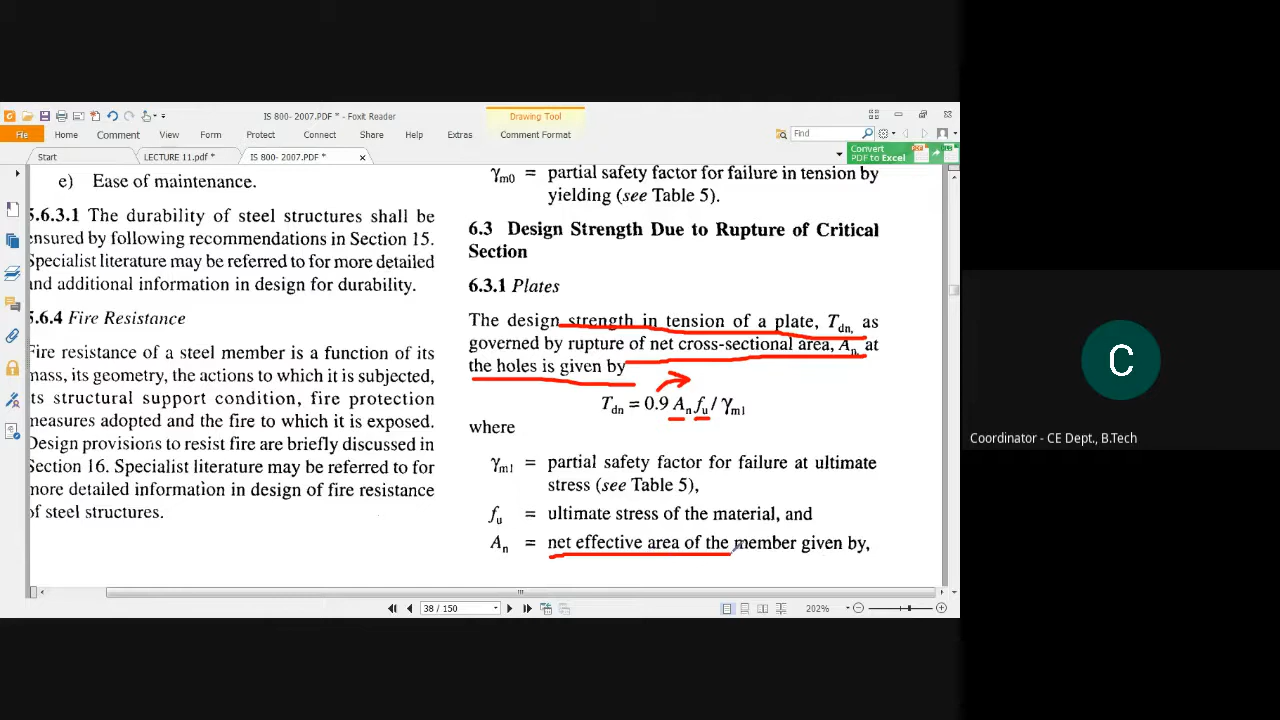 IS 800- 2007.PDF * - Foxit Reader
Drawing Tool
File Home Comment View Form Protect Connect Share Help Extras Comment Format
Find
Start LECTURE 11.pdf * IS 800- 2007.PDF *
Convert
PDF to Excel
e) Ease of maintenance.
5.6.3.1 The durability of steel structures shall be
ensured by following recommendations in Section 15.
Specialist literature may be referred to for more detailed
and additional information in design for durability.
5.6.4 Fire Resistance
Fire resistance of a steel member is a function of its
mass, its geometry, the actions to which it is subjected,
its structural support condition, fire protection
measures adopted and the fire to which it is exposed.
Design provisions to resist fire are briefly discussed in
Section 16. Specialist literature may be referred to for
more detailed information in design of fire resistance
of steel structures.
γm0 = partial safety factor for failure in tension by
yielding (see Table 5).
6.3 Design Strength Due to Rupture of Critical
Section
6.3.1 Plates
The design strength in tension of a plate, Tdn, as
governed by rupture of net cross-sectional area, An, at
the holes is given by
Tdn = 0.9 An fu / γm1
where
γm1 = partial safety factor for failure at ultimate
stress (see Table 5),
fu = ultimate stress of the material, and
An = net effective area of the member given by,
38 / 150
202%
C
Coordinator - CE Dept., B.Tech